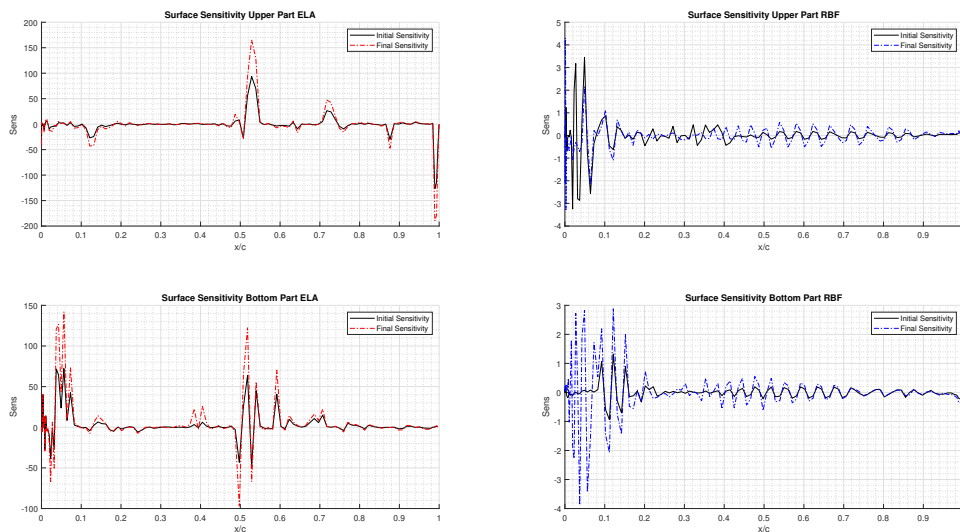 Surface Sensitivity Upper Part ELA
200
150
100
50
0
-50
-100
-150
-200
Sens
Initial Sensitivity
Final Sensitivity
0 0.1 0.2 0.3 0.4 0.5 0.6 0.7 0.8 0.9 1
x/c
Surface Sensitivity Upper Part RBF
5
4
3
2
1
0
-1
-2
-3
-4
Sens
Initial Sensitivity
Final Sensitivity
0 0.1 0.2 0.3 0.4 0.5 0.6 0.7 0.8 0.9
x/c
Surface Sensitivity Bottom Part ELA
150
100
50
0
-50
-100
Sens
Initial Sensitivity
Final Sensitivity
0 0.1 0.2 0.3 0.4 0.5 0.6 0.7 0.8 0.9 1
x/c
Surface Sensitivity Bottom Part RBF
3
2
1
0
-1
-2
-3
-4
Sens
Initial Sensitivity
Final Sensitivity
0 0.1 0.2 0.3 0.4 0.5 0.6 0.7 0.8 0.9
x/c